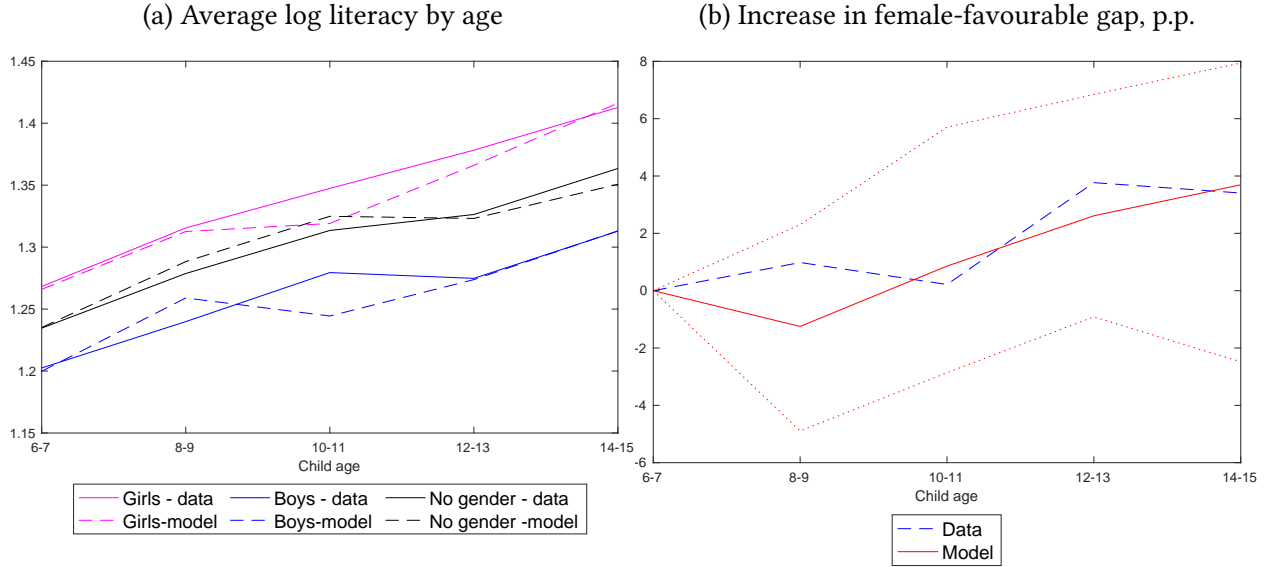 (a) Average log literacy by age
1.45
1.4
1.35
1.3
1.25
1.2
1.15
6-7 8-9 10-11 12-13 14-15
Child age
Girls - data Boys - data No gender - data
Girls-model Boys-model No gender -model
(b) Increase in female-favourable gap, p.p.
8
6
4
2
0
-2
-4
-6
6-7 8-9 10-11 12-13 14-15
Child age
Data
Model